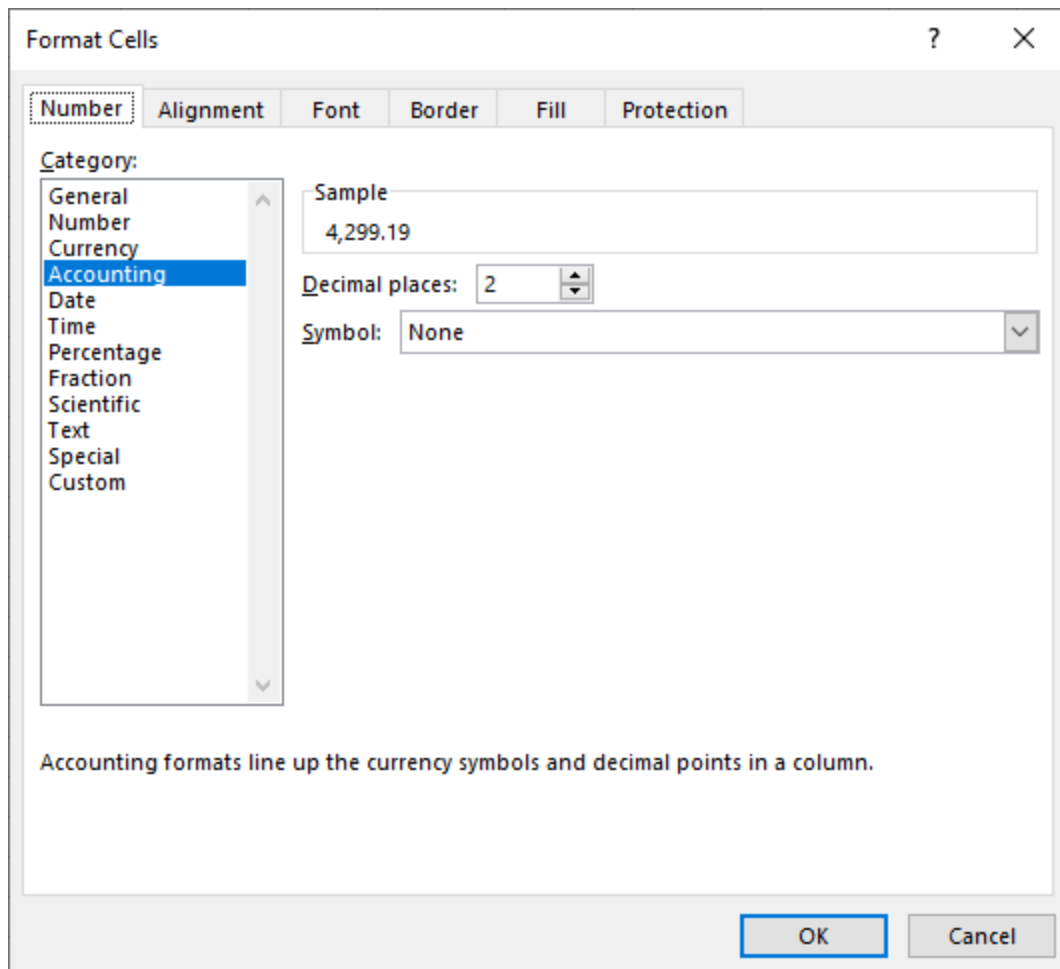 Format Cells ?
Number Alignment Font Border Fill Protection
Category:
General
Number
Currency
Accounting
Date
Time
Percentage
Fraction
Scientific
Text
Special
Custom
Sample
4,299.19
Decimal places: 2
Symbol: None
Accounting formats line up the currency symbols and decimal points in a column.
OK Cancel